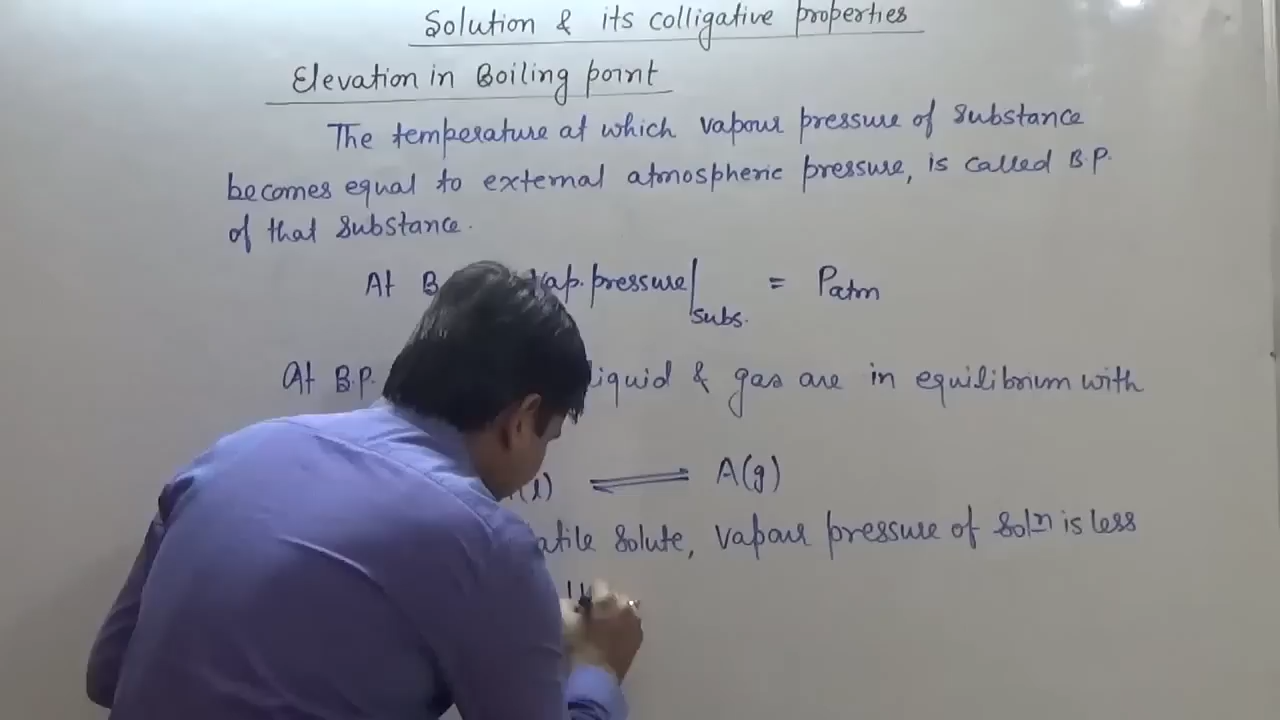 Solution & its colligative properties
Elevation in Boiling point
The temperature at which vapour pressure of substance
becomes equal to external atmospheric pressure, is called B.P.
of that substance.
At B vap. pressure|subs. = Patm
At B.P. liquid & gas are in equilibrium with
(l) ⇌ A(g)
atile solute, vapour pressure of solⁿ is less